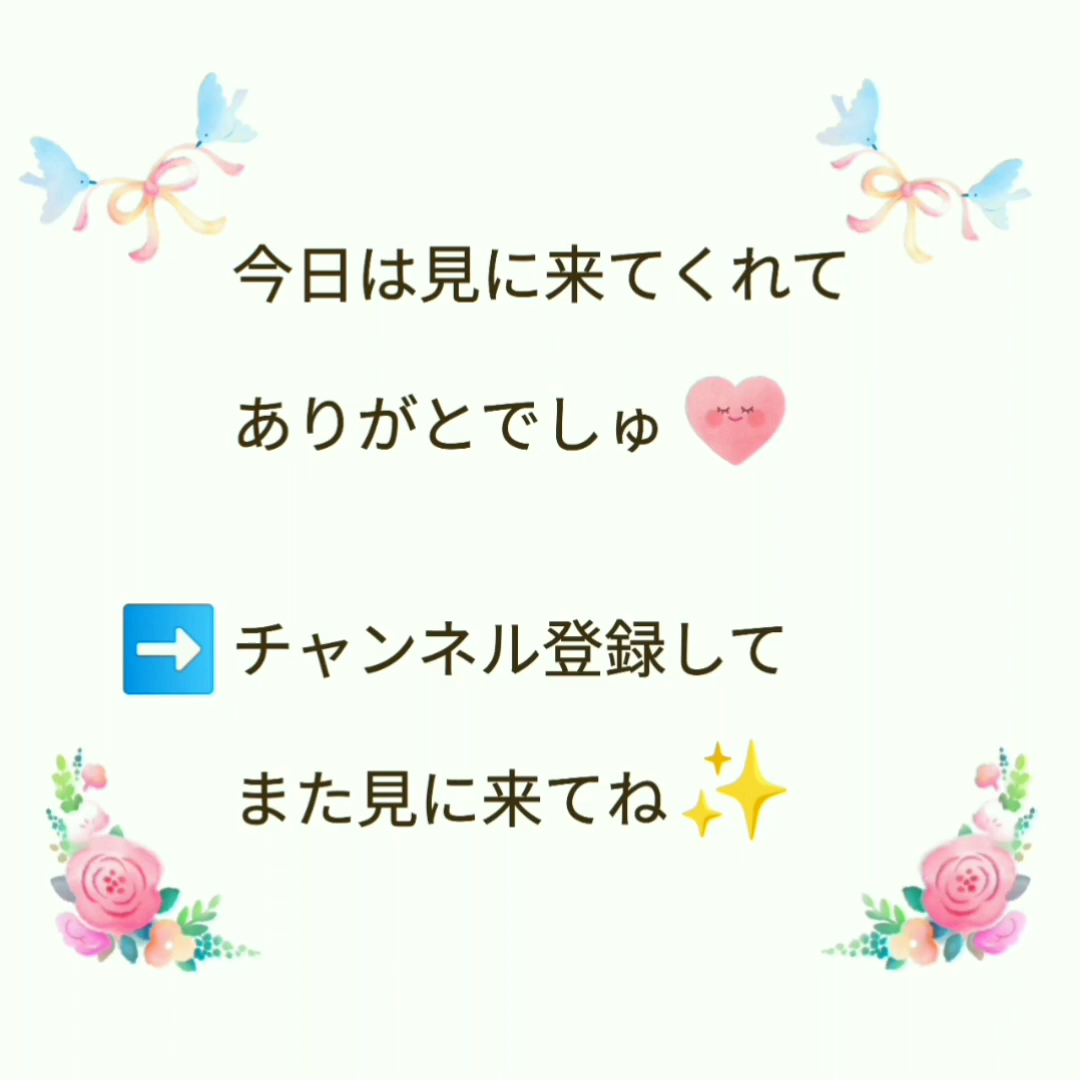 今日は見に来てくれて
ありがとでしゅ
➡チャンネル登録して
また見に来てね✨